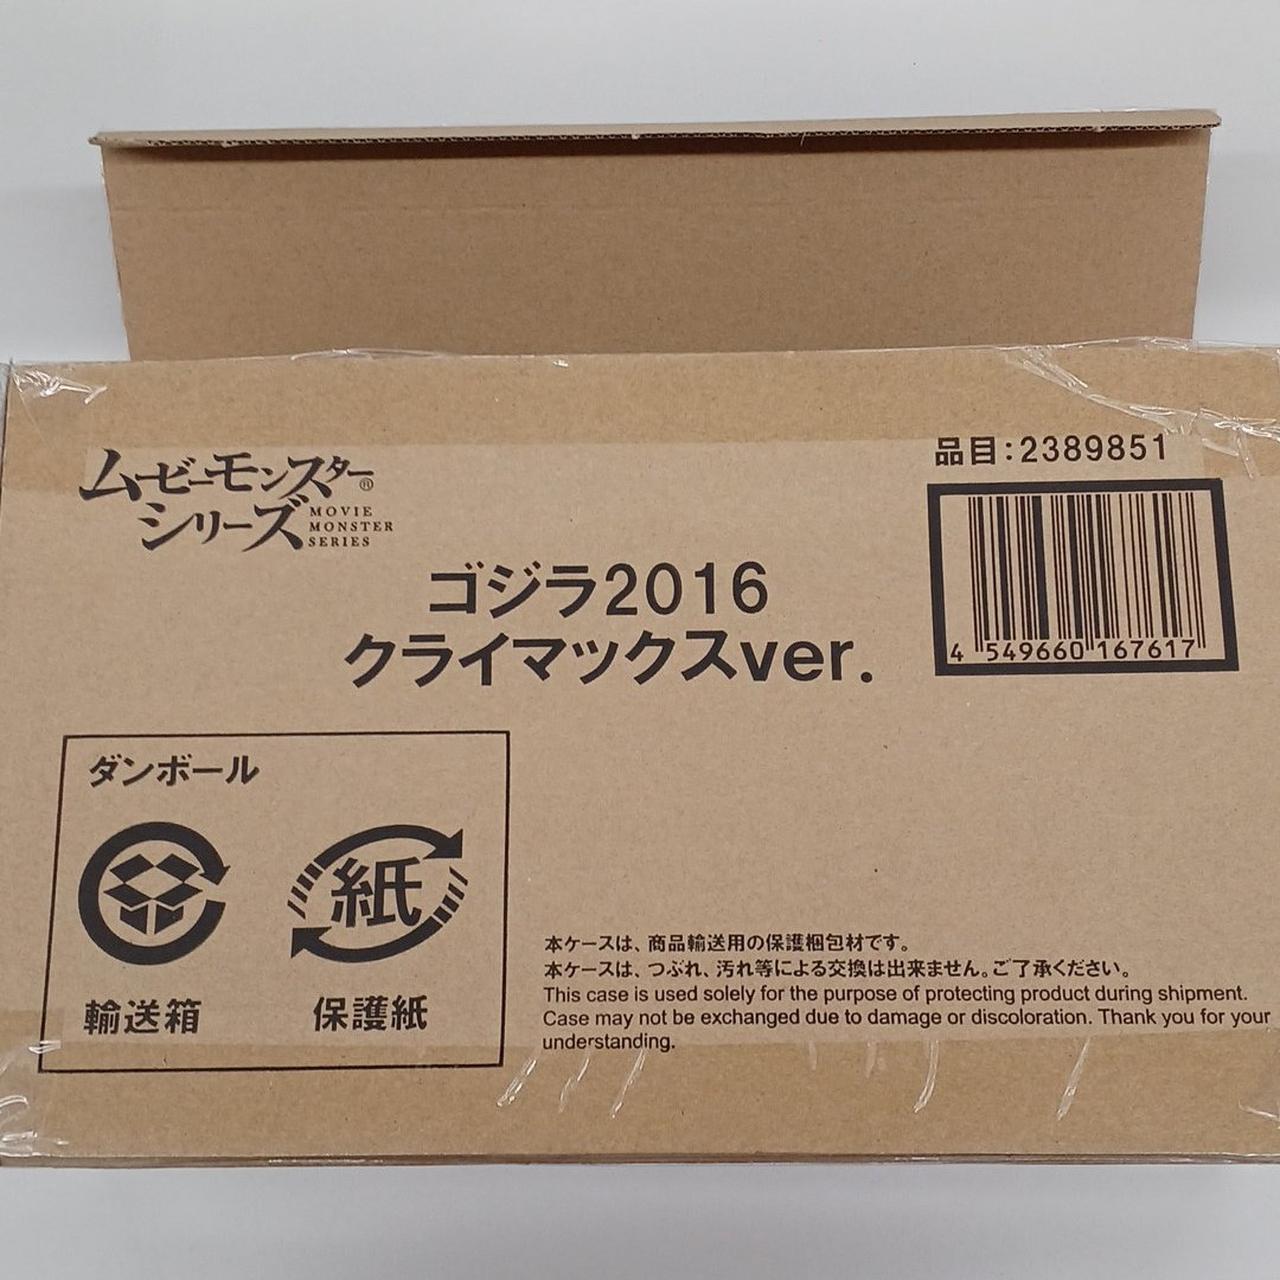 ムービーモンスター®
シリーズ
MOVIE
MONSTER
SERIES
品目:2389851
4 549660 167617
ゴジラ2016
クライマックスver.
ダンボール
紙
輸送箱
保護紙
本ケースは、商品輸送用の保護梱包材です。
本ケースは、つぶれ、汚れ等による交換は出来ません。ご了承ください。
This case is used solely for the purpose of protecting product during shipment.
Case may not be exchanged due to damage or discoloration. Thank you for your
understanding.